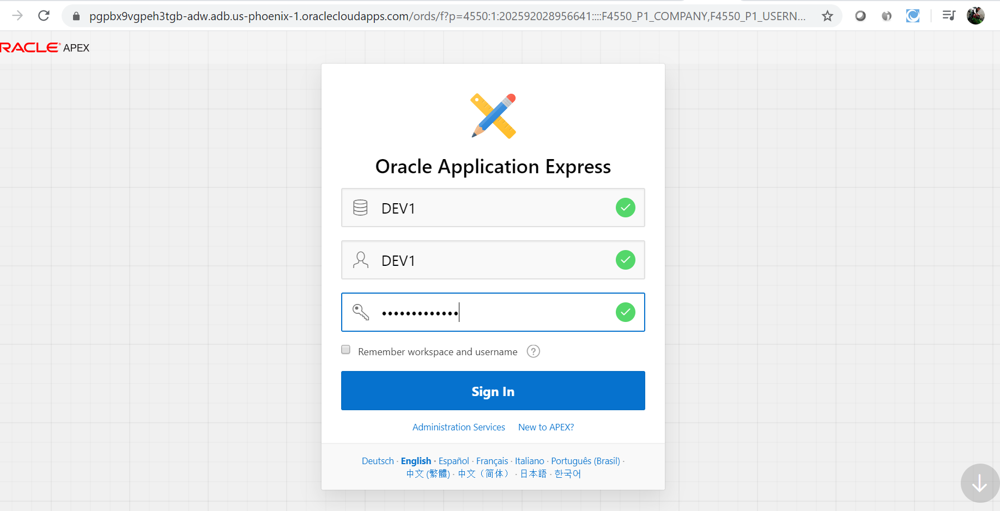 pgpbx9vgpeh3tgb-adw.adb.us-phoenix-1.oraclecloudapps.com/ords/f?p=4550:1:202592028956641::::F4550_P1_COMPANY,F4550_P1_USERN...
RACLE APEX
Oracle Application Express
DEV1
DEV1
•••••••••••••
Remember workspace and username ?
Sign In
Administration Services New to APEX?
Deutsch · English · Español · Français · Italiano · Português (Brasil) ·
中文 (繁體) · 中文（简体） · 日本語 · 한국어